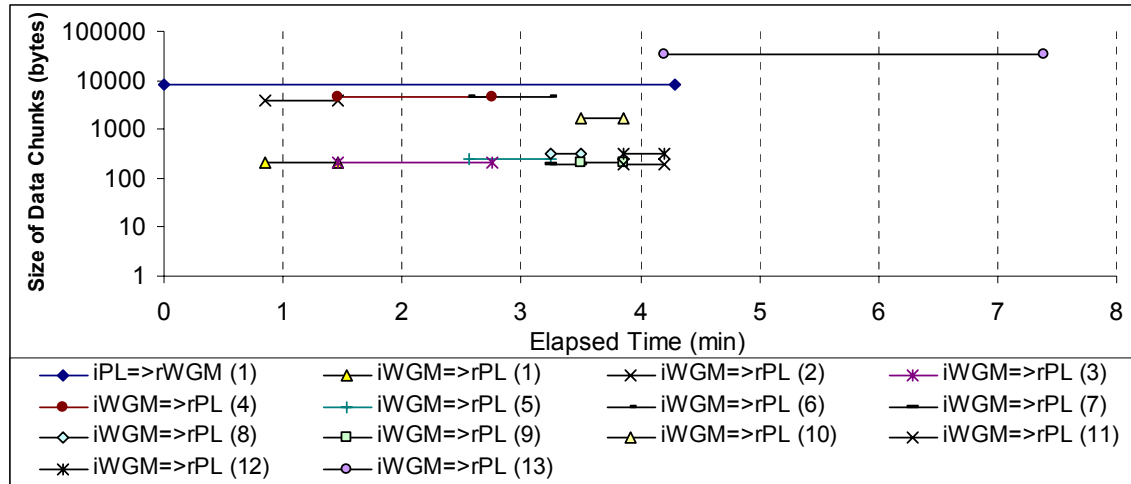 Size of Data Chunks (bytes)
100000
10000
1000
100
10
1
0 1 2 3 4 5 6 7 8
Elapsed Time (min)
iPL=>rWGM (1) iWGM=>rPL (1) iWGM=>rPL (2) iWGM=>rPL (3)
iWGM=>rPL (4) iWGM=>rPL (5) iWGM=>rPL (6) iWGM=>rPL (7)
iWGM=>rPL (8) iWGM=>rPL (9) iWGM=>rPL (10) iWGM=>rPL (11)
iWGM=>rPL (12) iWGM=>rPL (13)